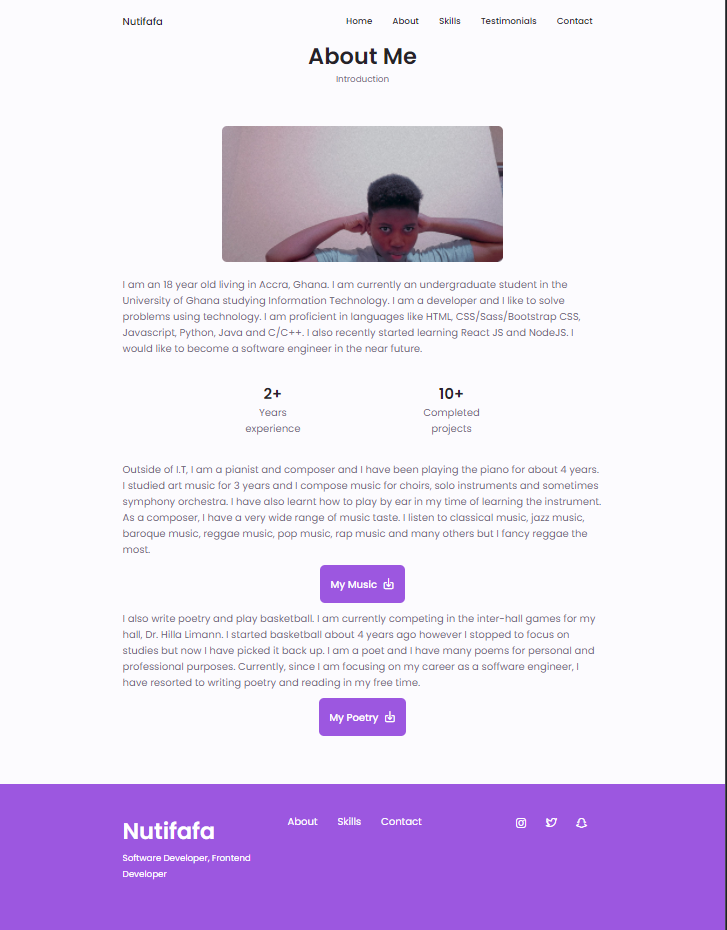 Nutifafa
Home About Skills Testimonials Contact
About Me
Introduction
I am an 18 year old living in Accra, Ghana. I am currently an undergraduate student in the
University of Ghana studying Information Technology. I am a developer and I like to solve
problems using technology. I am proficient in languages like HTML, CSS/Sass/Bootstrap CSS,
Javascript, Python, Java and C/C++. I also recently started learning React JS and NodeJS. I
would like to become a software engineer in the near future.
2+
Years
experience
10+
Completed
projects
Outside of I.T, I am a pianist and composer and I have been playing the piano for about 4 years.
I studied art music for 3 years and I compose music for choirs, solo instruments and sometimes
symphony orchestra. I have also learnt how to play by ear in my time of learning the instrument.
As a composer, I have a very wide range of music taste. I listen to classical music, jazz music,
baroque music, reggae music, pop music, rap music and many others but I fancy reggae the
most.
My Music
I also write poetry and play basketball. I am currently competing in the inter-hall games for my
hall, Dr. Hilla Limann. I started basketball about 4 years ago however I stopped to focus on
studies but now I have picked it back up. I am a poet and I have many poems for personal and
professional purposes. Currently, since I am focusing on my career as a software engineer, I
have resorted to writing poetry and reading in my free time.
My Poetry
Nutifafa
Software Developer, Frontend
Developer
About Skills Contact